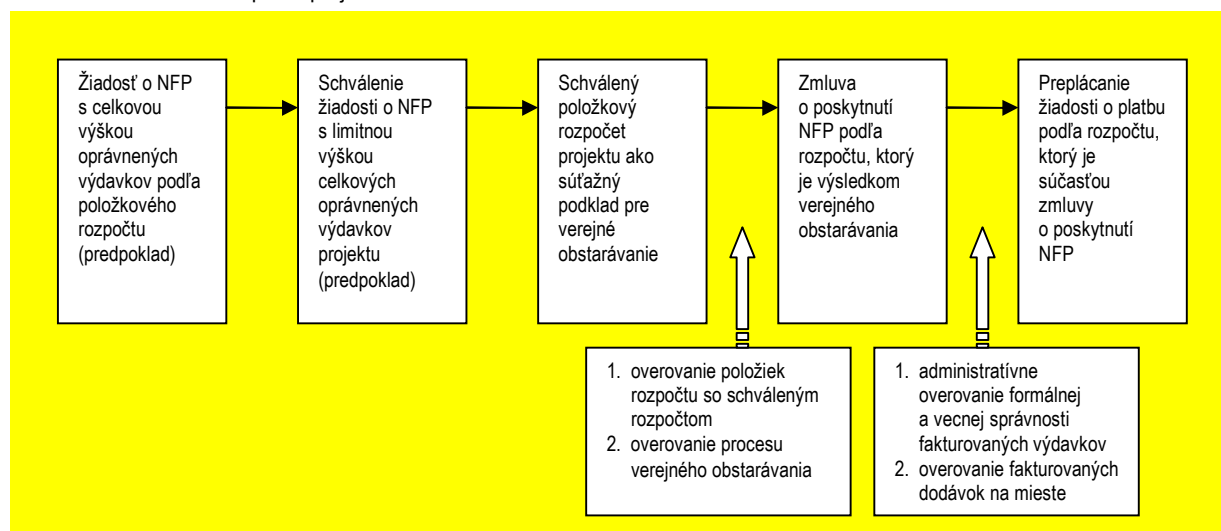 Žiadosť o NFP
s celkovou
výškou
oprávnených
výdavkov podľa
položkového
rozpočtu
(predpoklad)
Schválenie
žiadosti o NFP
s limitnou
výškou
celkových
oprávnených
výdavkov
projektu
(predpoklad)
Schválený
položkový
rozpočet
projektu ako
súťažný
podklad pre
verejné
obstarávanie
Zmluva
o poskytnutí
NFP podľa
rozpočtu, ktorý
je výsledkom
verejného
obstarávania
Preplácanie
žiadosti o platbu
podľa rozpočtu,
ktorý je
súčasťou
zmluvy
o poskytnutí
NFP
1. overovanie položiek
rozpočtu so schváleným
rozpočtom
2. overovanie procesu
verejného obstarávania
1. administratívne
overovanie formálnej
a vecnej správnosti
fakturovaných výdavkov
2. overovanie fakturovaných
dodávok na mieste